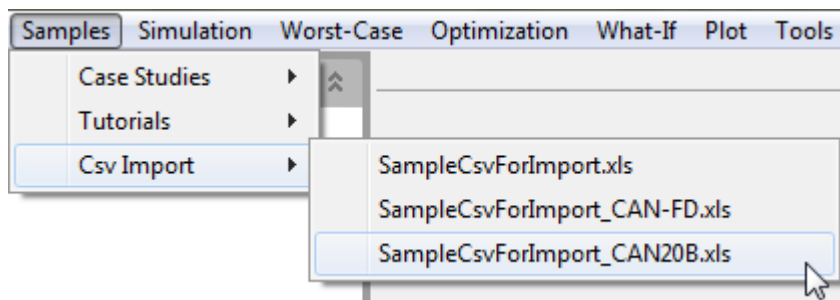 Samples Simulation Worst-Case Optimization What-If Plot Tools
Case Studies
Tutorials
Csv Import
SampleCsvForImport.xls
SampleCsvForImport_CAN-FD.xls
SampleCsvForImport_CAN20B.xls